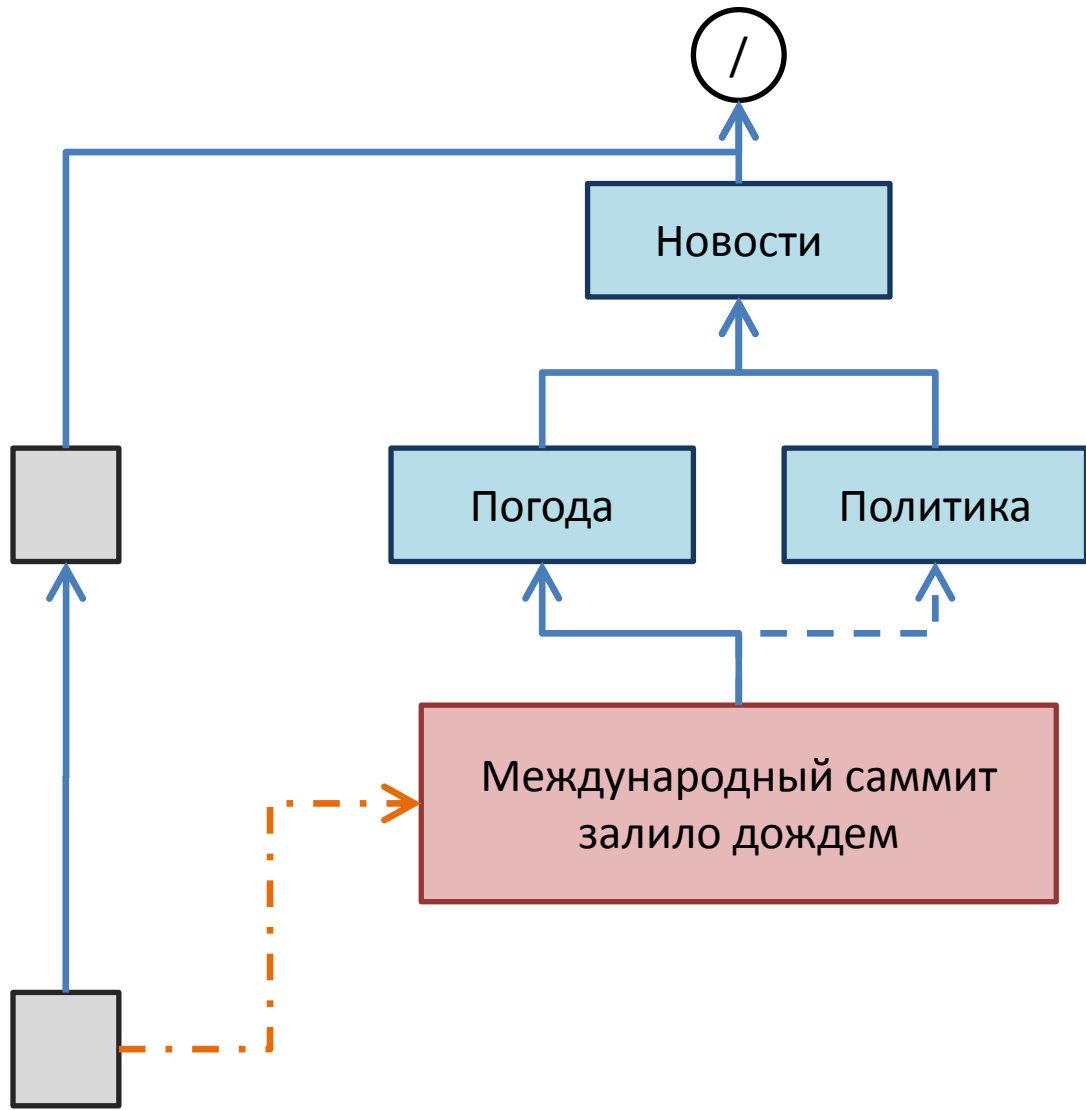 /
Новости
Погода
Политика
Международный саммит
залило дождем